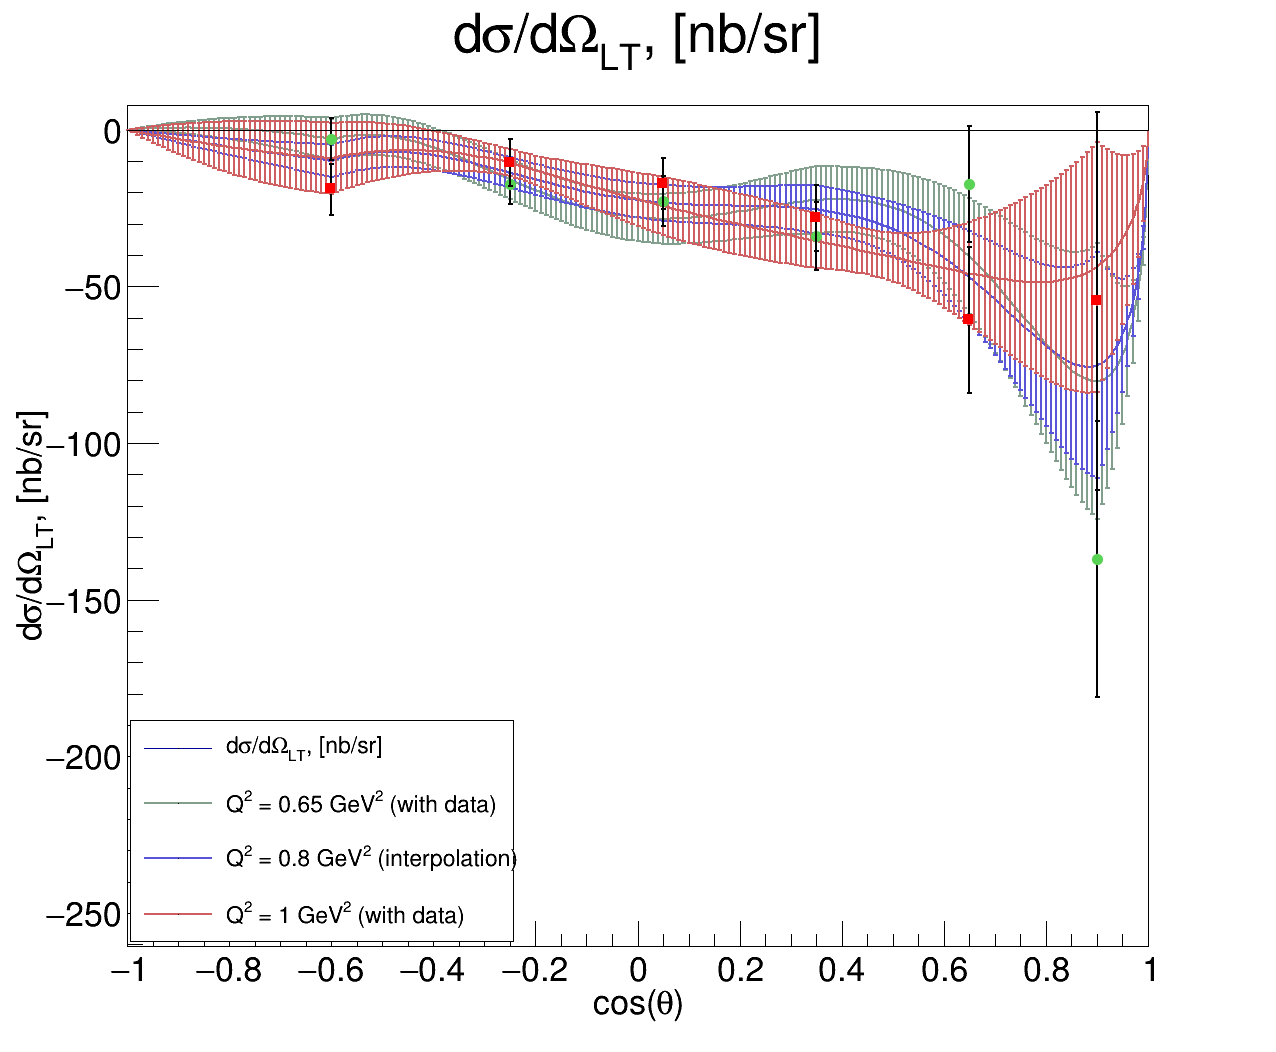 dσ/dΩLT, [nb/sr]
dσ/dΩLT, [nb/sr]
0
−50
−100
−150
−200
−250
dσ/dΩLT, [nb/sr]
Q2 = 0.65 GeV2 (with data)
Q2 = 0.8 GeV2 (interpolation)
Q2 = 1 GeV2 (with data)
−1 −0.8 −0.6 −0.4 −0.2 0 0.2 0.4 0.6 0.8 1
cos(θ)